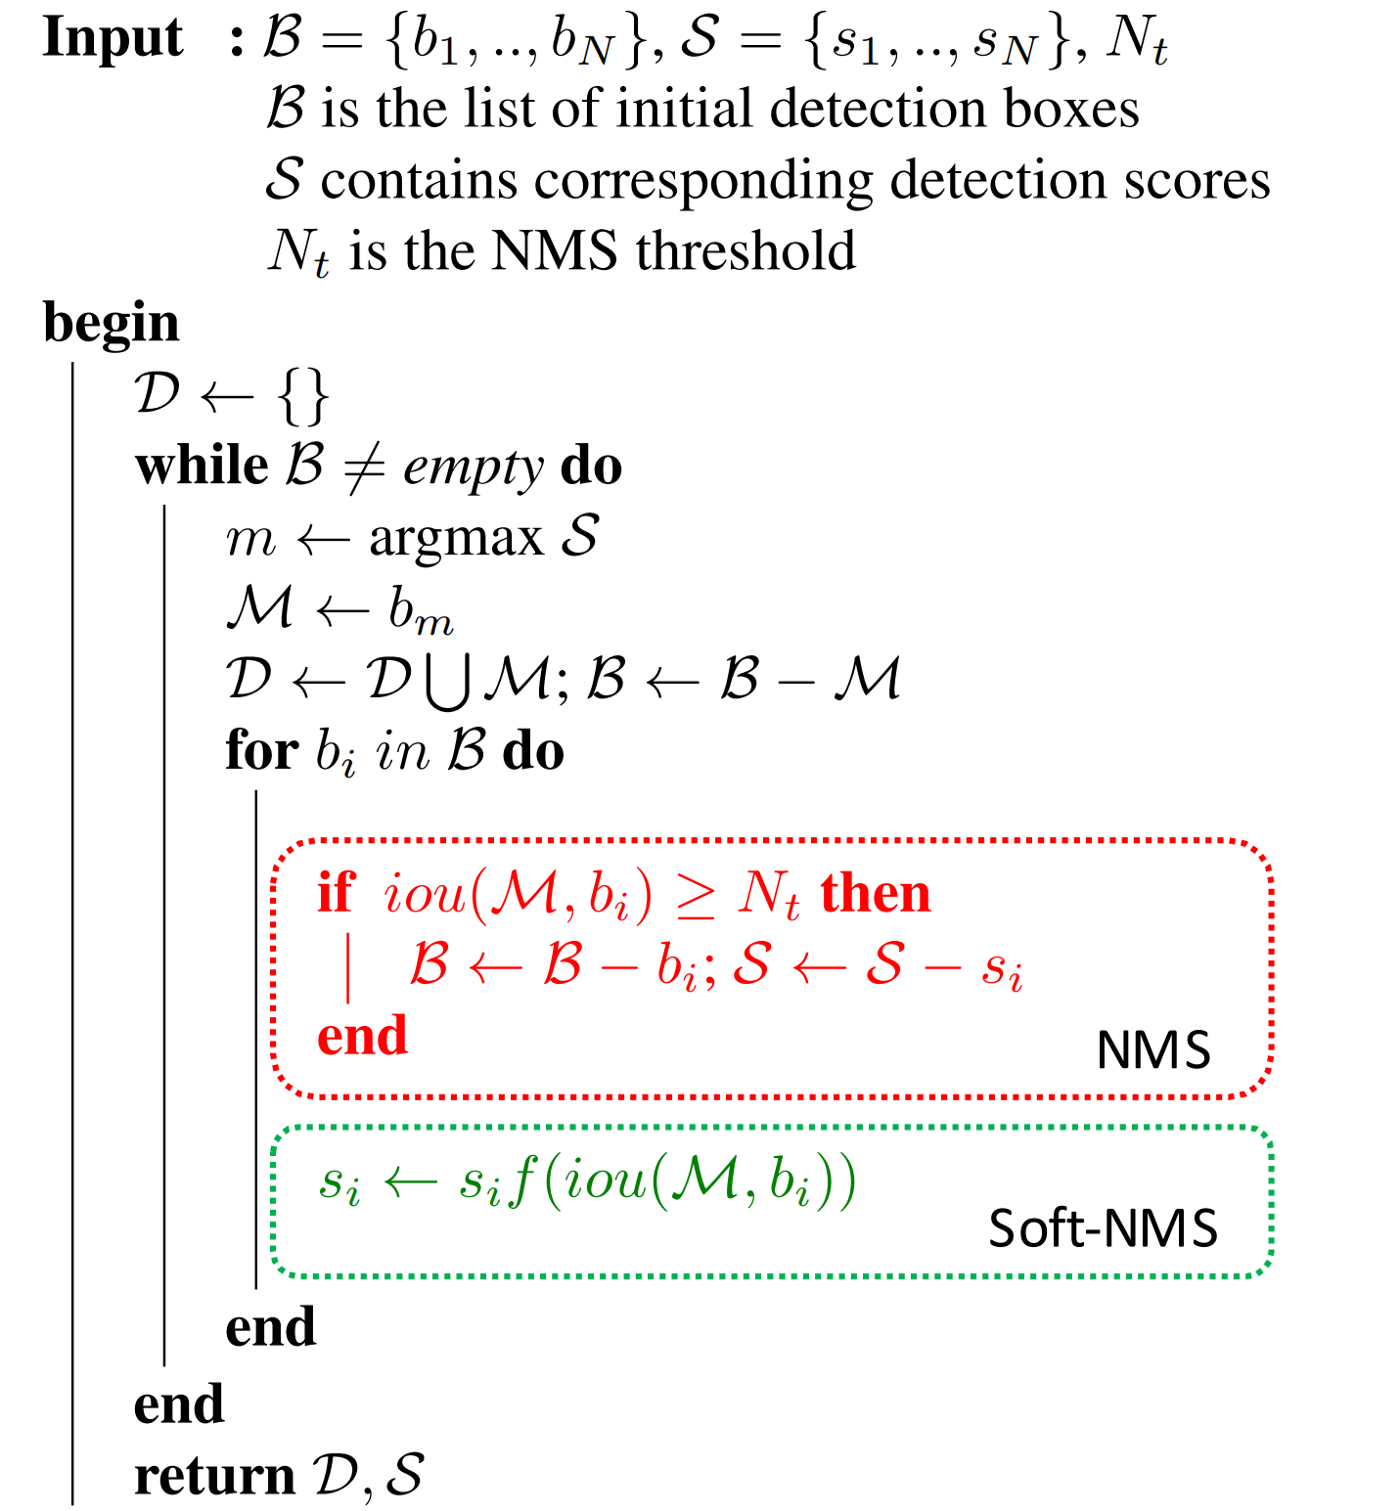 Input : ℬ = {b₁, .., b_N}, 𝒮 = {s₁, .., s_N}, N_t
ℬ is the list of initial detection boxes
𝒮 contains corresponding detection scores
N_t is the NMS threshold
begin
𝒟 ← {}
while ℬ ≠ empty do
m ← argmax 𝒮
ℳ ← b_m
𝒟 ← 𝒟 ⋃ ℳ; ℬ ← ℬ − ℳ
for b_i in ℬ do
if iou(ℳ, b_i) ≥ N_t then
ℬ ← ℬ − b_i; 𝒮 ← 𝒮 − s_i
end
NMS
s_i ← s_i f(iou(ℳ, b_i))
Soft-NMS
end
end
return 𝒟, 𝒮